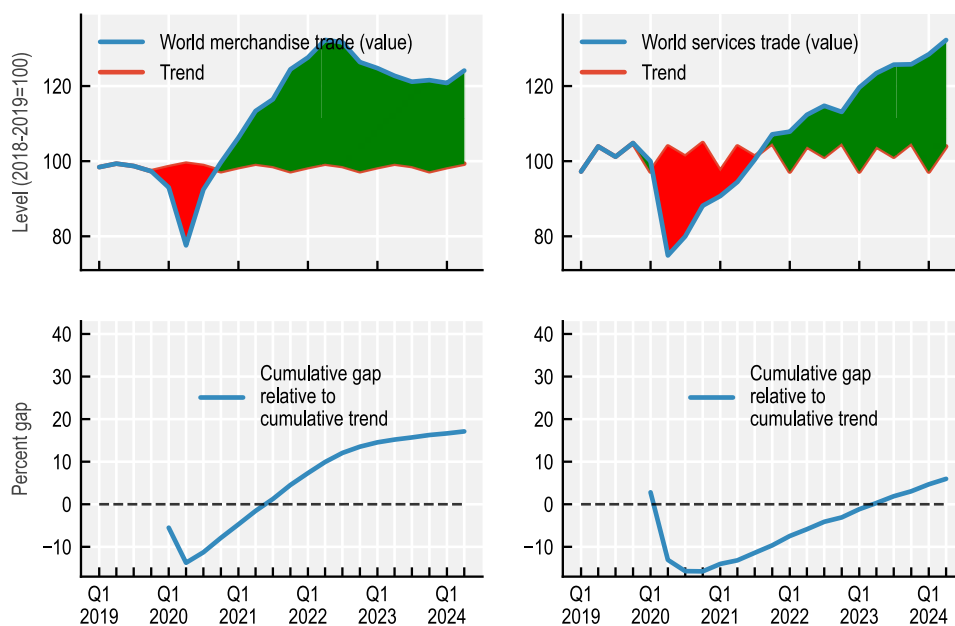 Level (2018-2019=100)
120
100
80
World merchandise trade (value)
Trend
Q1 2021
120
100
80
World services trade (value)
Trend
Percent gap
40
30
20
10
0
−10
Cumulative gap
relative to
cumulative trend
Q1 Q1 Q1 Q1 Q1 Q1
2019 2020 2021 2022 2023 2024
40
30
20
10
0
−10
Cumulative gap
relative to
cumulative trend
Q1 Q1 Q1 Q1 Q1 Q1
2019 2020 2021 2022 2023 2024